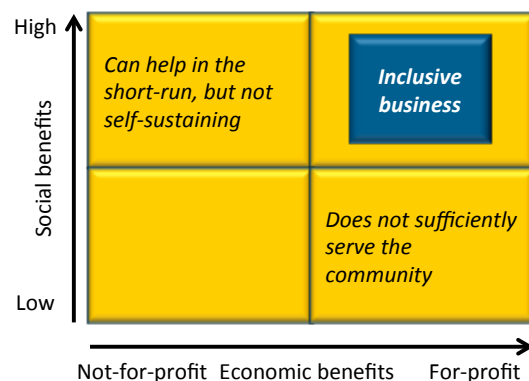 High
Can help in the
short-run, but not
self-sustaining
Inclusive
business
Social benefits
Does not sufficiently
serve the
community
Low
Not-for-profit Economic benefits For-profit